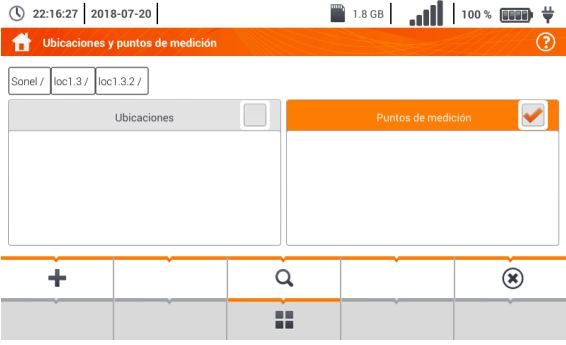 22:16:27 2018-07-20 1.8 GB 100 %
Ubicaciones y puntos de medición ?
Sonel / loc1.3 / loc1.3.2 /
Ubicaciones Puntos de medición